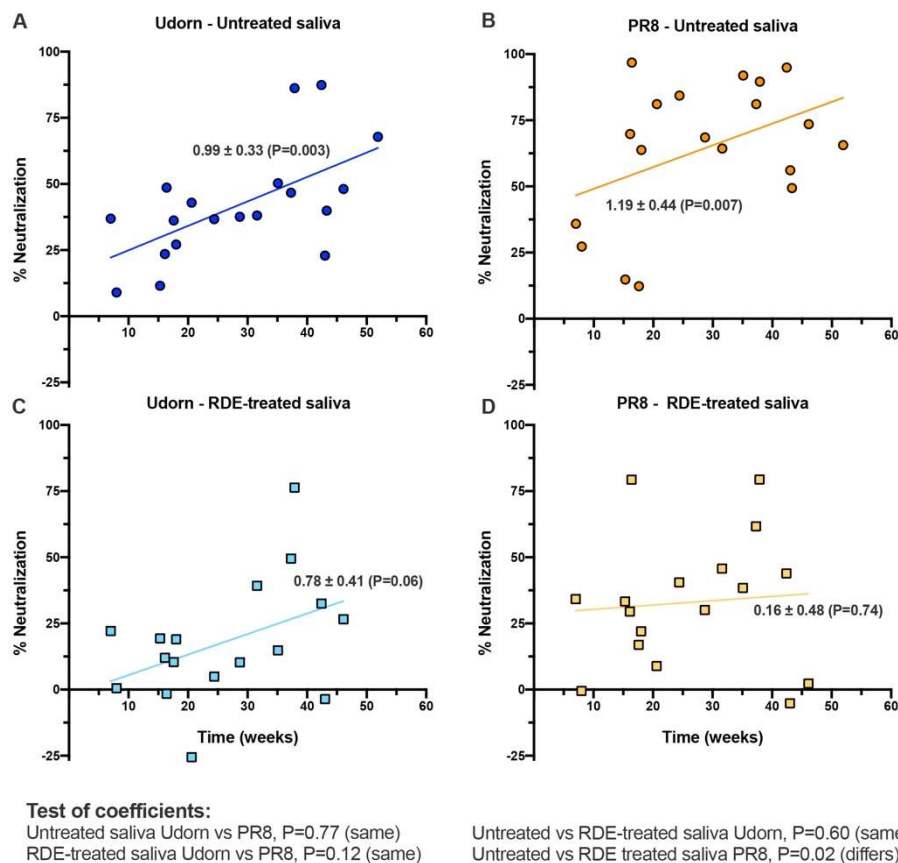 A
Udorn - Untreated saliva
100
75
50
25
0
-25
% Neutralization
0.99 ± 0.33 (P=0.003)
10 20 30 40 50 60
B
PR8 - Untreated saliva
100
75
50
25
0
-25
% Neutralization
1.19 ± 0.44 (P=0.007)
10 20 30 40 50 60
C
Udorn - RDE-treated saliva
100
75
50
25
0
-25
% Neutralization
0.78 ± 0.41 (P=0.06)
10 20 30 40 50 60
Time (weeks)
D
PR8 - RDE-treated saliva
100
75
50
25
0
-25
% Neutralization
0.16 ± 0.48 (P=0.74)
10 20 30 40 50 60
Time (weeks)
Test of coefficients:
Untreated saliva Udorn vs PR8, P=0.77 (same)
RDE-treated saliva Udorn vs PR8, P=0.12 (same)
Untreated vs RDE-treated saliva Udorn, P=0.60 (sam
Untreated vs RDE treated saliva PR8, P=0.02 (differs)